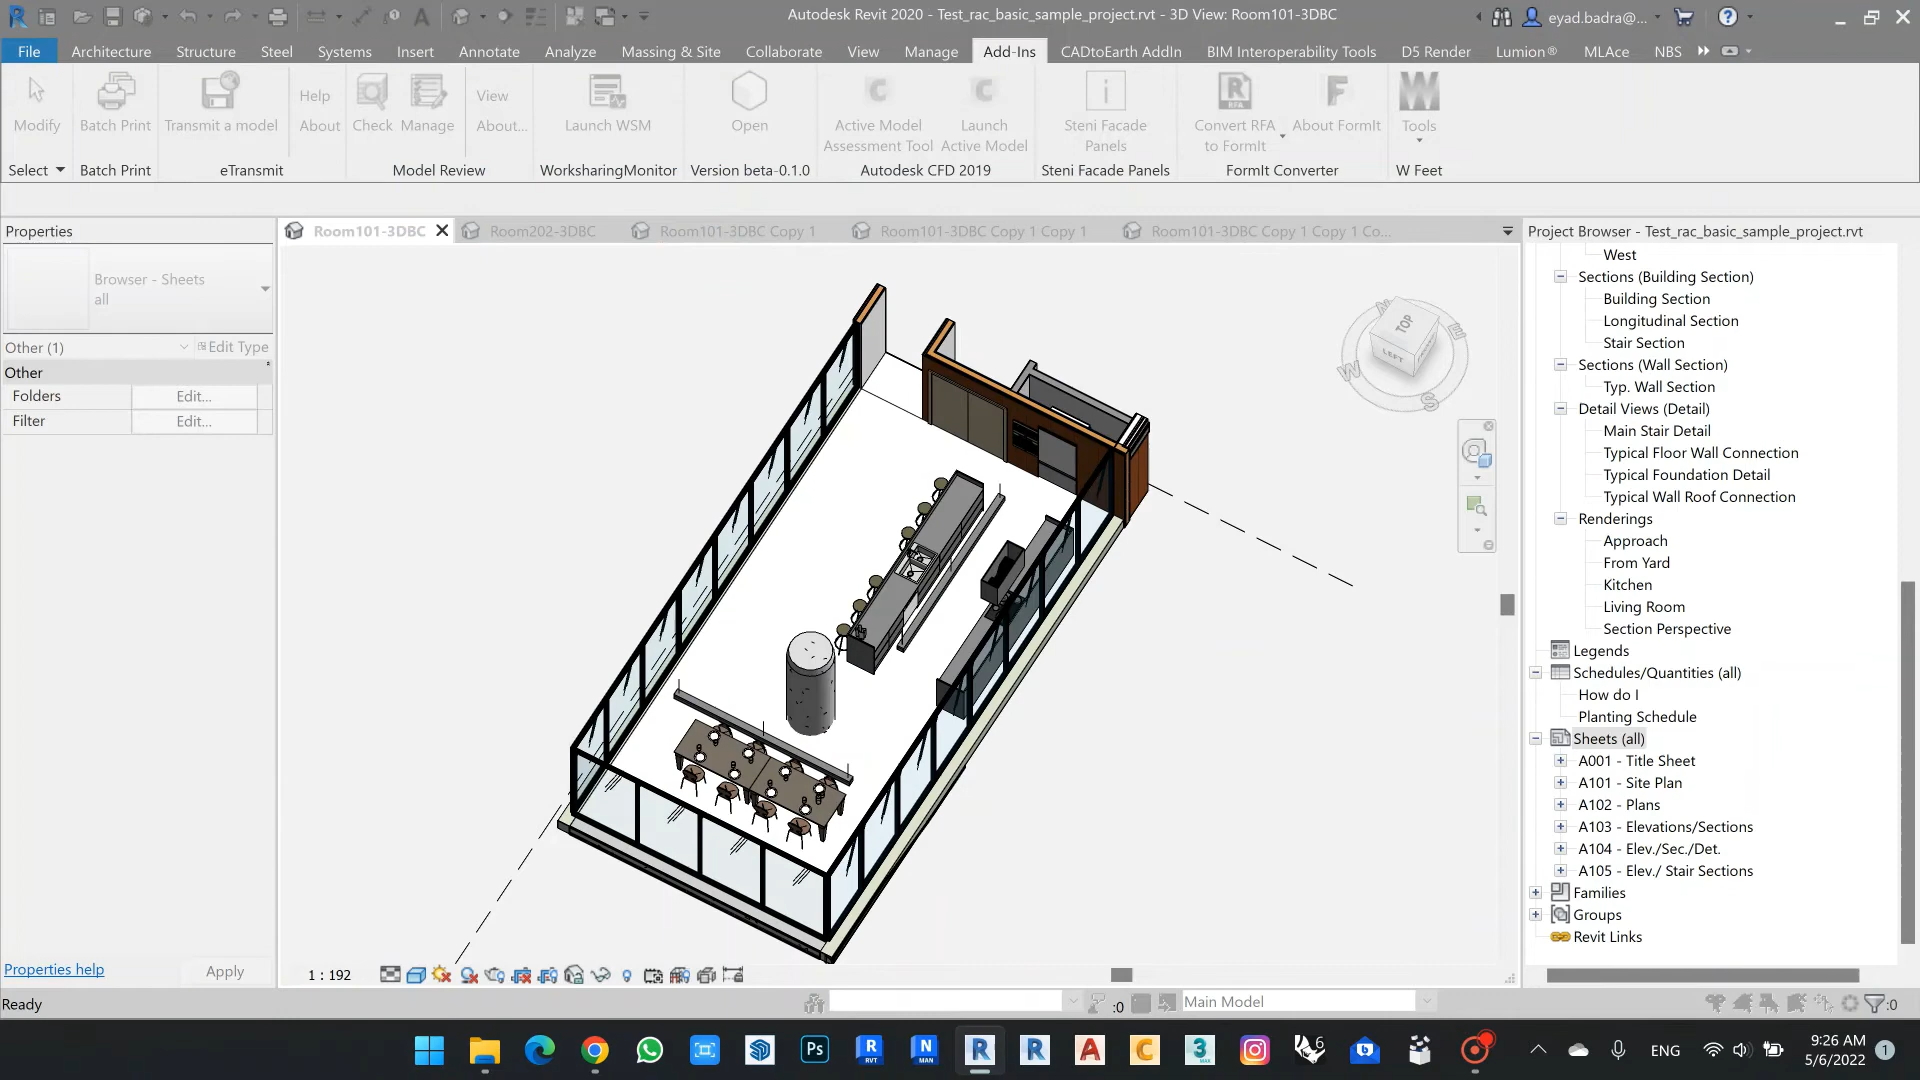 Autodesk Revit 2020 - Test_rac_basic_sample_project.rvt - 3D View: Room101-3DBC
eyad.badra@...
File Architecture Structure Steel Systems Insert Annotate Analyze Massing & Site Collaborate View Manage Add-Ins CADtoEarth AddIn BIM Interoperability Tools D5 Render Lumion® MLAce NBS
Modify
Batch Print
Transmit a model
Help
About
Check
Manage
View
About...
Launch WSM
Open
Active Model
Assessment Tool
Launch
Active Model
Steni Facade
Panels
Convert RFA
to FormIt
About FormIt
Tools
Select Batch Print eTransmit Model Review WorksharingMonitor Version beta-0.1.0 Autodesk CFD 2019 Steni Facade Panels FormIt Converter W Feet
Properties
Browser - Sheets
all
Other (1)
Edit Type
Other
Folders Edit...
Filter Edit...
Properties help
Apply
Room101-3DBC Room202-3DBC Room101-3DBC Copy 1 Room101-3DBC Copy 1 Copy 1 Room101-3DBC Copy 1 Copy 1 Co...
TOP
LEFT
W
S
E
1 : 192
Project Browser - Test_rac_basic_sample_project.rvt
West
Sections (Building Section)
Building Section
Longitudinal Section
Stair Section
Sections (Wall Section)
Typ. Wall Section
Detail Views (Detail)
Main Stair Detail
Typical Floor Wall Connection
Typical Foundation Detail
Typical Wall Roof Connection
Renderings
Approach
From Yard
Kitchen
Living Room
Section Perspective
Legends
Schedules/Quantities (all)
How do I
Planting Schedule
Sheets (all)
A001 - Title Sheet
A101 - Site Plan
A102 - Plans
A103 - Elevations/Sections
A104 - Elev./Sec./Det.
A105 - Elev./ Stair Sections
Families
Groups
Revit Links
Ready
:0
Main Model
:0
Ps
R
RVT
N
MAN
R
R
A
C
3
6
ENG
9:26 AM
5/6/2022
1